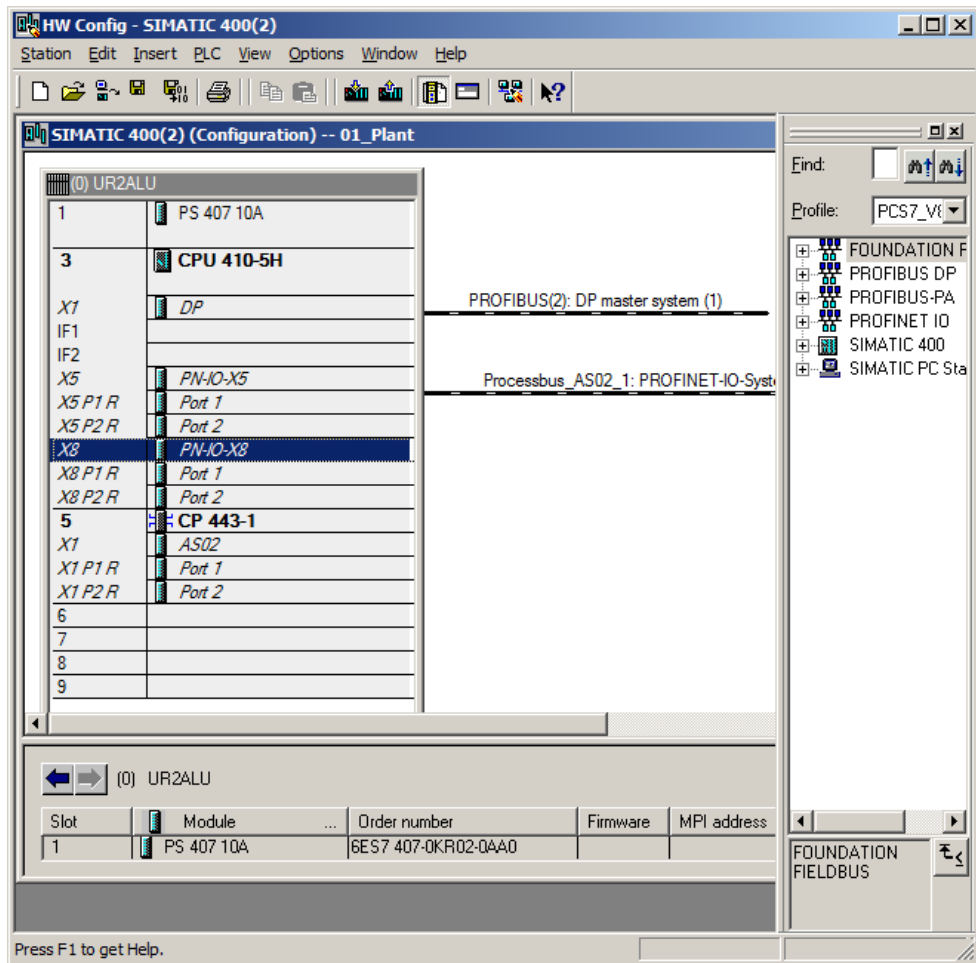 HW Config - SIMATIC 400(2)
Station Edit Insert PLC View Options Window Help
SIMATIC 400(2) (Configuration) -- 01_Plant
(0) UR2ALU
1 PS 407 10A
3 CPU 410-5H
X1 DP
IF1
IF2
X5 PN-IO-X5
X5 P1 R Port 1
X5 P2 R Port 2
X8 PN-IO-X8
X8 P1 R Port 1
X8 P2 R Port 2
5 CP 443-1
X1 AS02
X1 P1 R Port 1
X1 P2 R Port 2
6
7
8
9
PROFIBUS(2): DP master system (1)
Processbus_AS02_1: PROFINET-IO-Syste
Find:
Profile: PCS7_V8
FOUNDATION F
PROFIBUS DP
PROFIBUS-PA
PROFINET IO
SIMATIC 400
SIMATIC PC Sta
(0) UR2ALU
Slot Module ... Order number Firmware MPI address
1 PS 407 10A 6ES7 407-0KR02-0AA0
FOUNDATION
FIELDBUS
Press F1 to get Help.